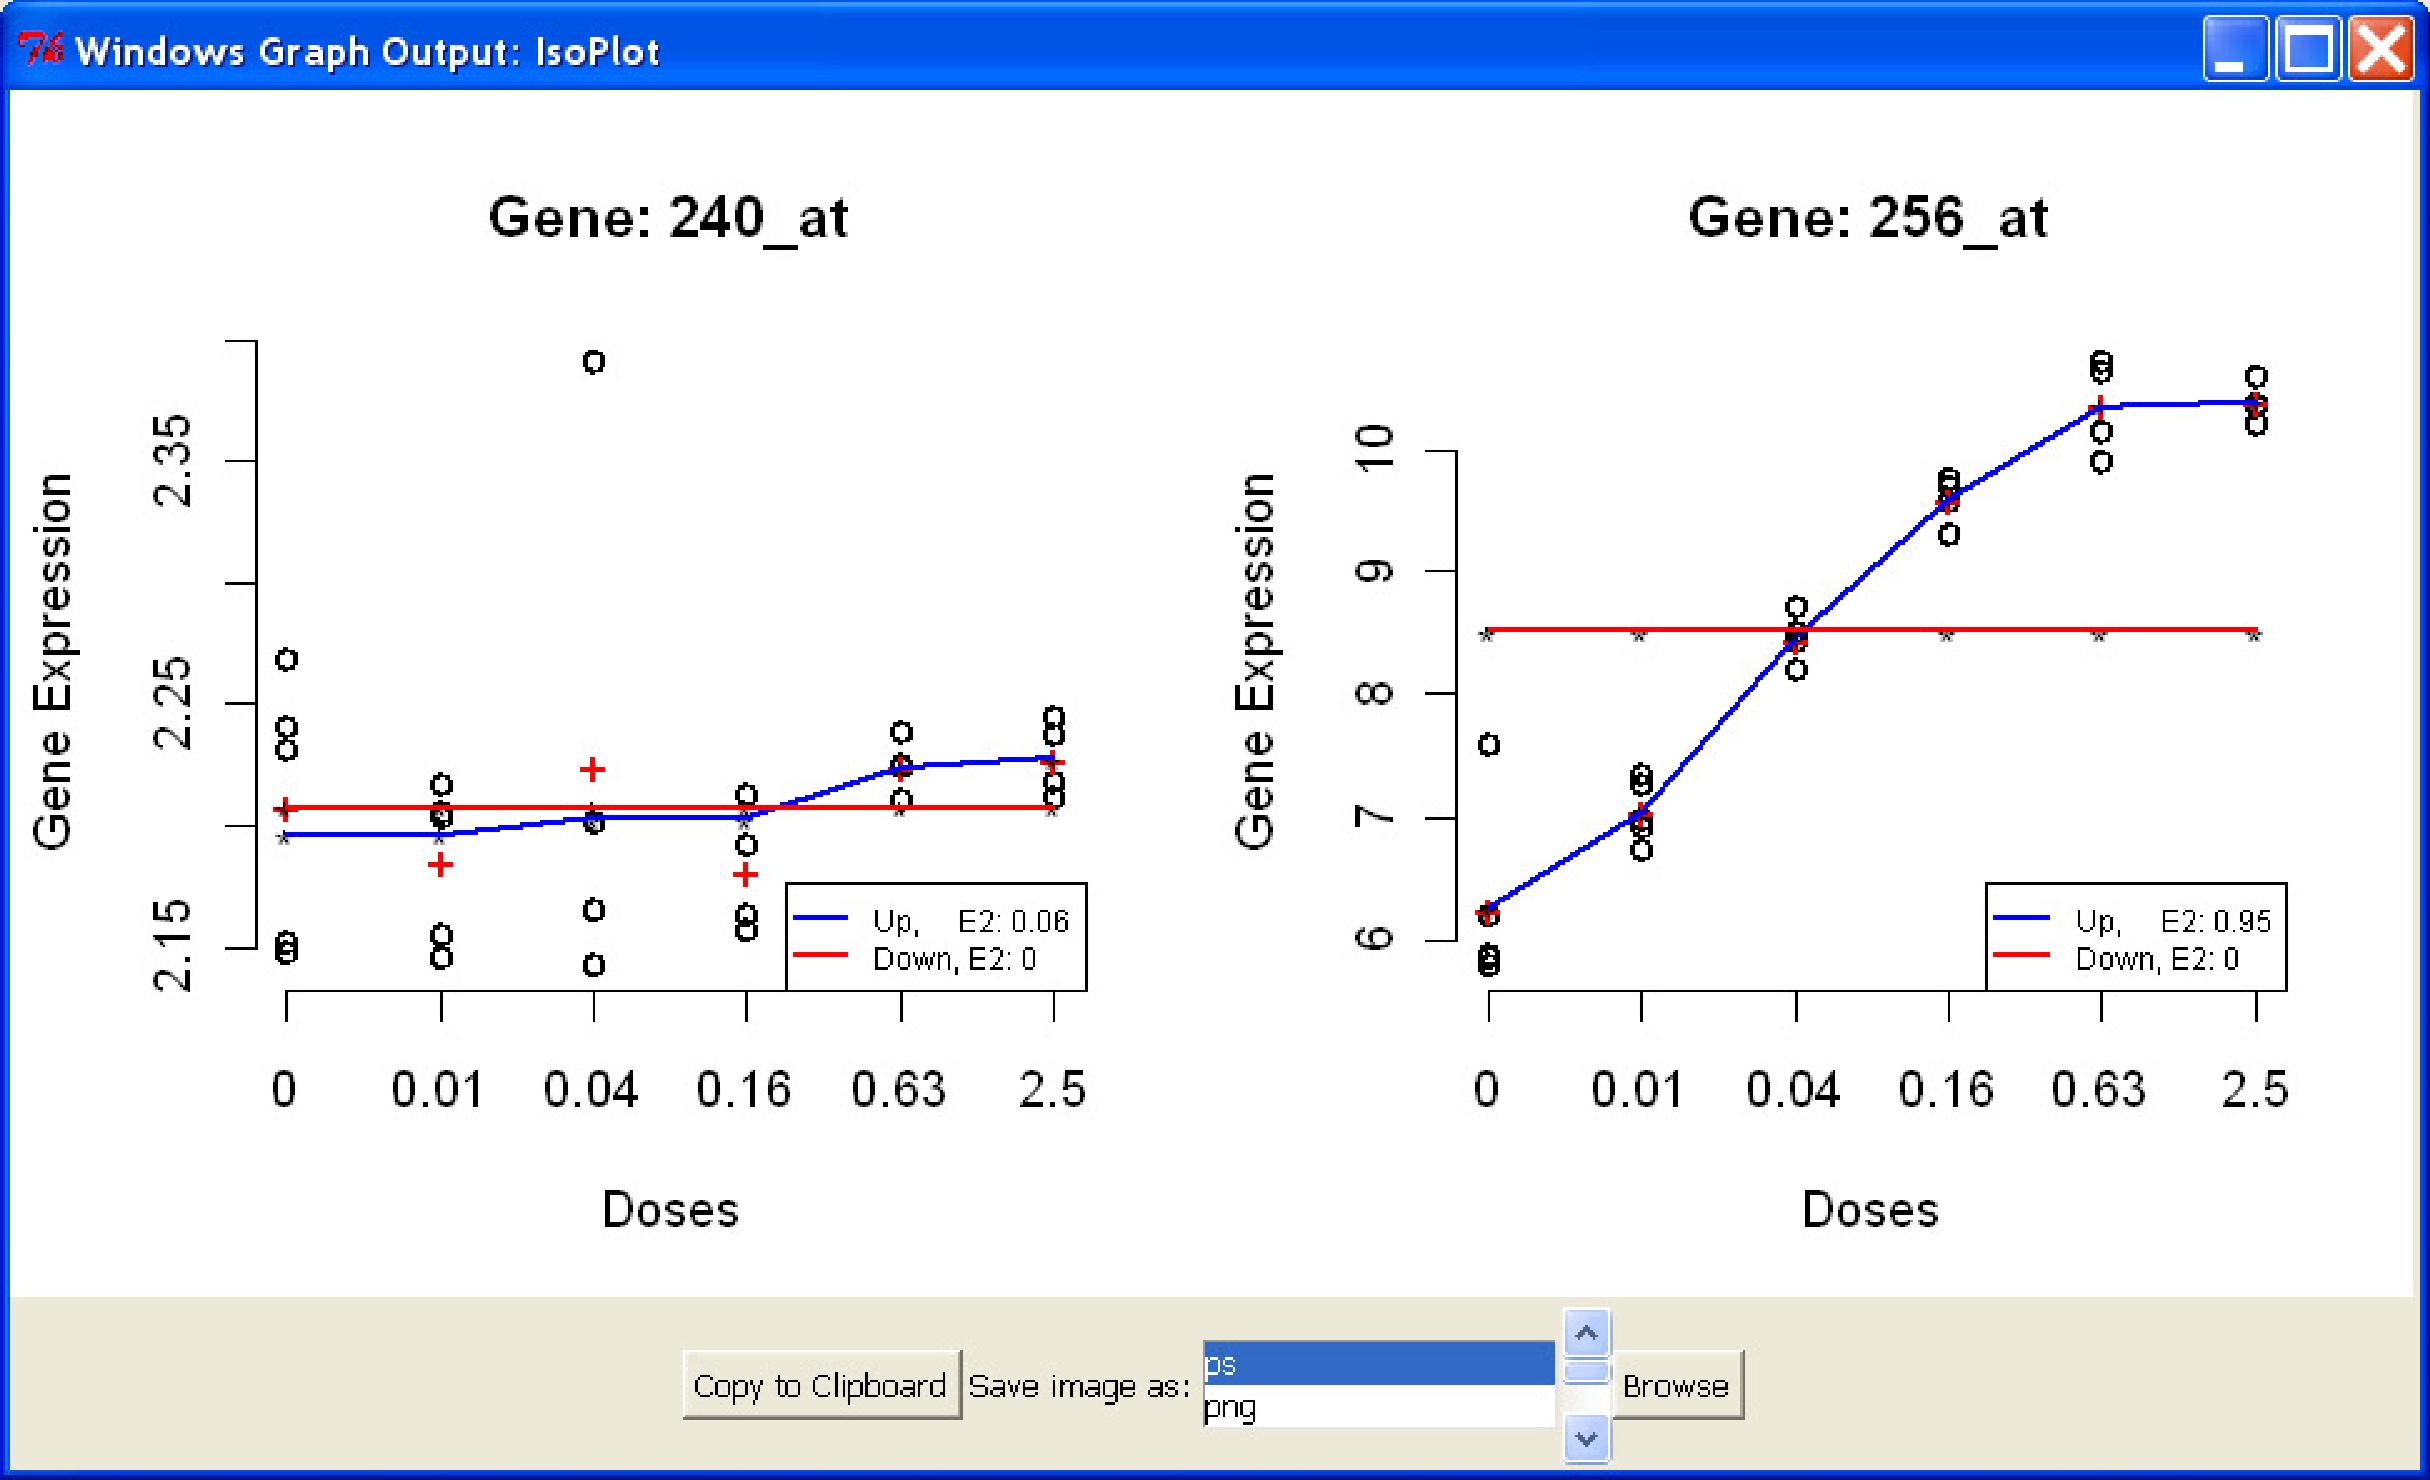 Windows Graph Output: IsoPlot
Gene: 240_at
Gene Expression
2.15 2.25 2.35
Up, E2: 0.06
Down, E2: 0
0 0.01 0.04 0.16 0.63 2.5
Doses
Gene: 256_at
Gene Expression
6 7 8 9 10
Up, E2: 0.95
Down, E2: 0
0 0.01 0.04 0.16 0.63 2.5
Doses
Copy to Clipboard Save image as: ps Browse
png